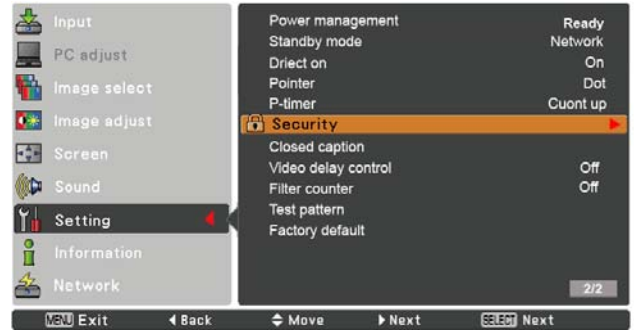 Input
PC adjust
Image select
Image adjust
Screen
Sound
Setting
Information
Network
Power management Ready
Standby mode Network
Driect on On
Pointer Dot
P-timer Cuont up
Security
Closed caption
Video delay control Off
Filter counter Off
Test pattern
Factory default
2/2
MENU Exit Back Move Next SELECT Next